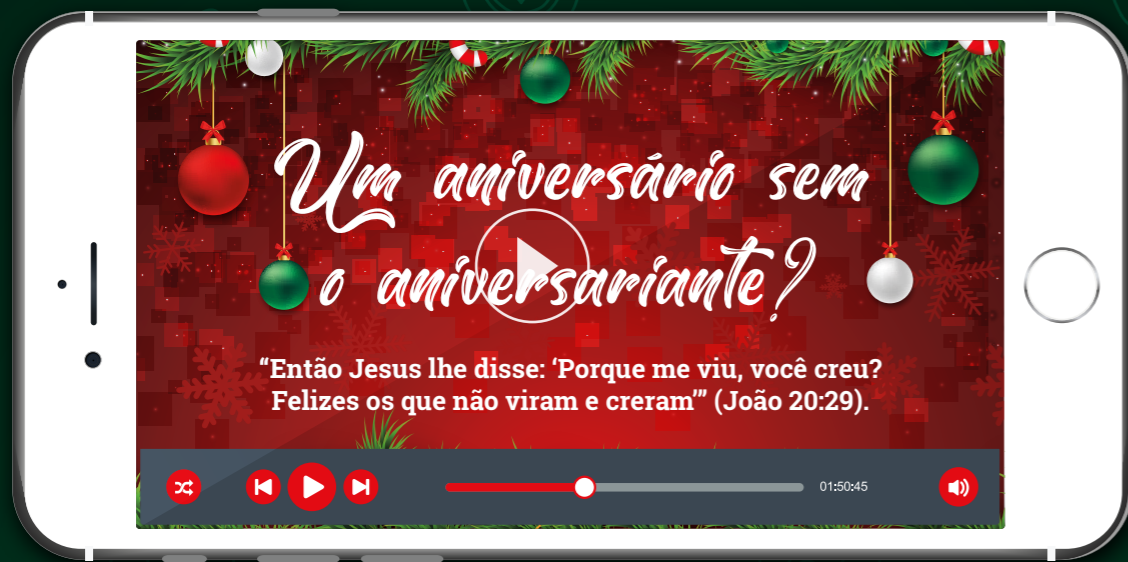 Um aniversário sem
o aniversariante?
“Então Jesus lhe disse: ‘Porque me viu, você creu?
Felizes os que não viram e creram’” (João 20:29).
01:50:45